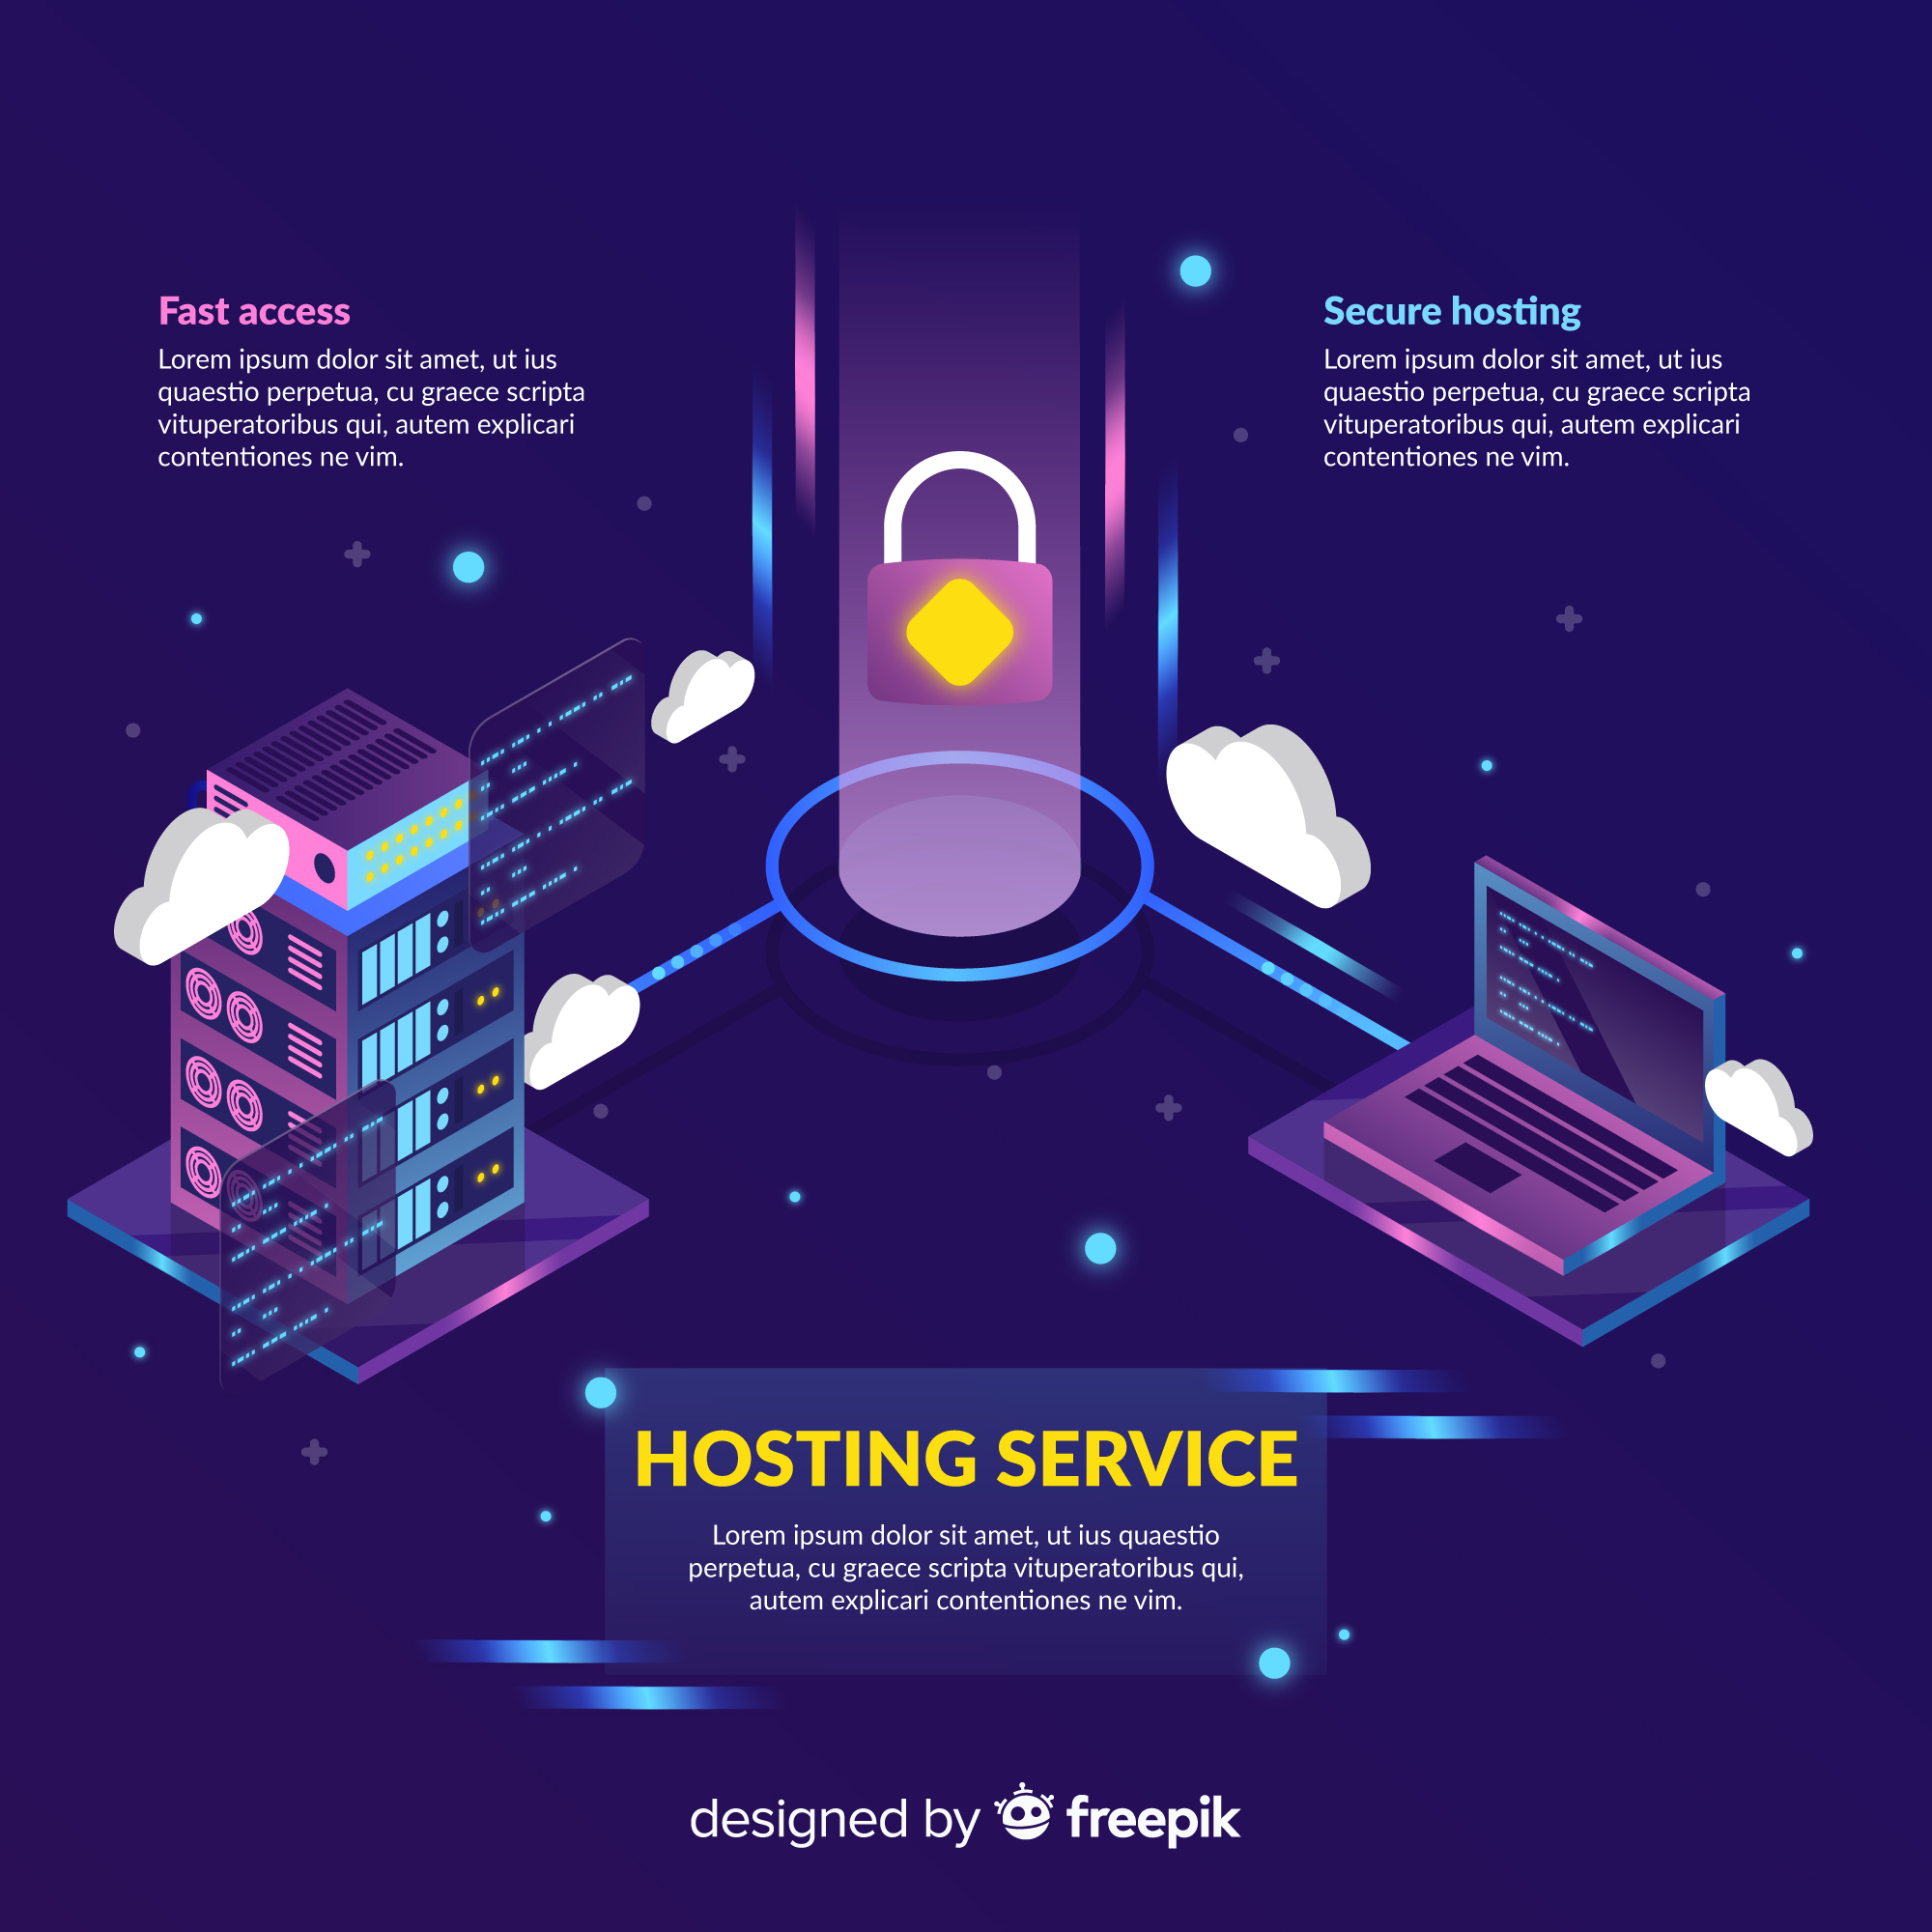 Fast access
Lorem ipsum dolor sit amet, ut ius
quaestio perpetua, cu graece scripta
vituperatoribus qui, autem explicari
contentiones ne vim.
Secure hosting
Lorem ipsum dolor sit amet, ut ius
quaestio perpetua, cu graece scripta
vituperatoribus qui, autem explicari
contentiones ne vim.
HOSTING SERVICE
Lorem ipsum dolor sit amet, ut ius quaestio
perpetua, cu graece scripta vituperatoribus qui,
autem explicari contentiones ne vim.
designed by freepik